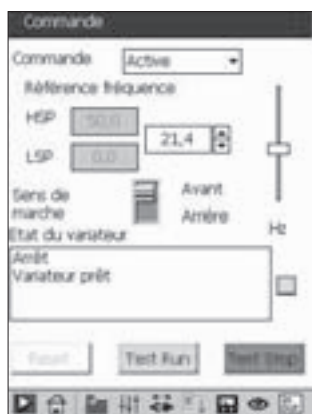 Commande
Commande Active
Référence fréquence
HSP 50,0
21,4
LSP 0,0
Sens de marche
Avant
Arrière
Hz
Etat du variateur
Arrêt
Variateur prêt
Reset Test Run Test Stop